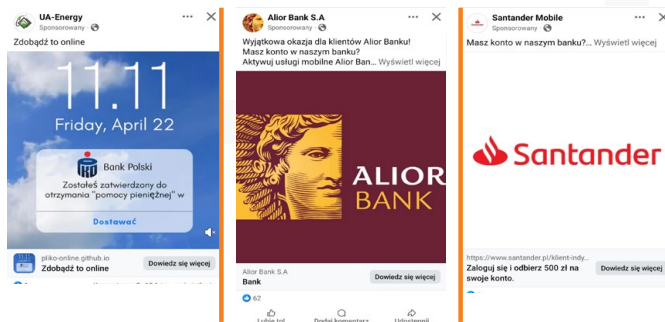 UA-Energy
Sponsorowany ·
Zdobądź to online
11.11
Friday, April 22
Bank Polski
Zostałeś zatwierdzony do
otrzymania "pomocy pieniężnej" w
Dostawać
pliko-online.github.io
Zdobądź to online
Dowiedz się więcej
Alior Bank S.A
Sponsorowany ·
Wyjątkowa okazja dla klientów Alior Banku!
Masz konto w naszym banku?
Aktywuj usługi mobilne Alior Ban... Wyświetl więcej
ALIOR
BANK
Alior Bank S.A
Bank
Dowiedz się więcej
62
Lubię to!
Dodaj komentarz
Udostępnij
Santander Mobile
Sponsorowany ·
Masz konto w naszym banku?... Wyświetl więcej
Santander
https://www.santander.pl/klient-indy...
Zaloguj się i odbierz 500 zł na
swoje konto.
Dowiedz się więcej